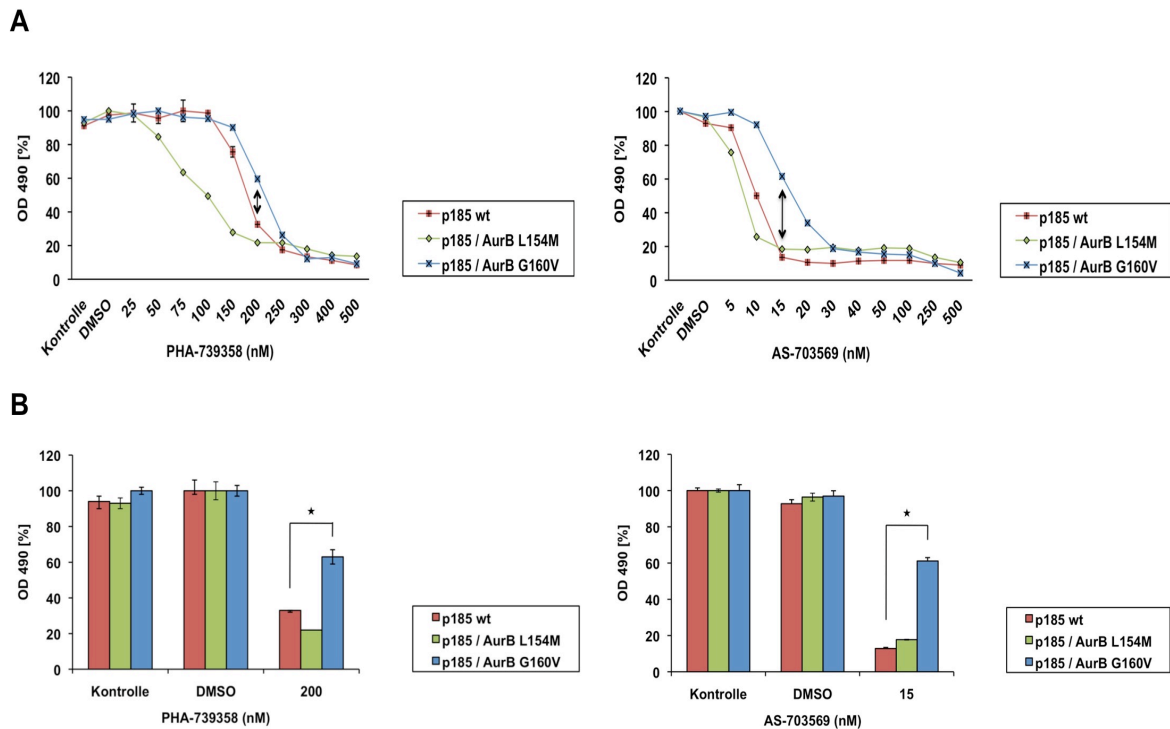 A
120
100
80
60
40
20
0
OD 490 [%]
Kontrolle
DMSO
25
50
75
100
150
200
250
300
400
500
PHA-739358 (nM)
p185 wt
p185 / AurB L154M
p185 / AurB G160V
120
100
80
60
40
20
0
OD 490 [%]
Kontrolle
DMSO
5
10
15
20
30
40
50
100
250
500
AS-703569 (nM)
p185 wt
p185 / AurB L154M
p185 / AurB G160V
B
120
100
80
60
40
20
0
OD 490 [%]
Kontrolle DMSO 200
PHA-739358 (nM)
p185 wt
p185 / AurB L154M
p185 / AurB G160V
120
100
80
60
40
20
0
OD 490 [%]
Kontrolle DMSO 15
AS-703569 (nM)
p185 wt
p185 / AurB L154M
p185 / AurB G160V